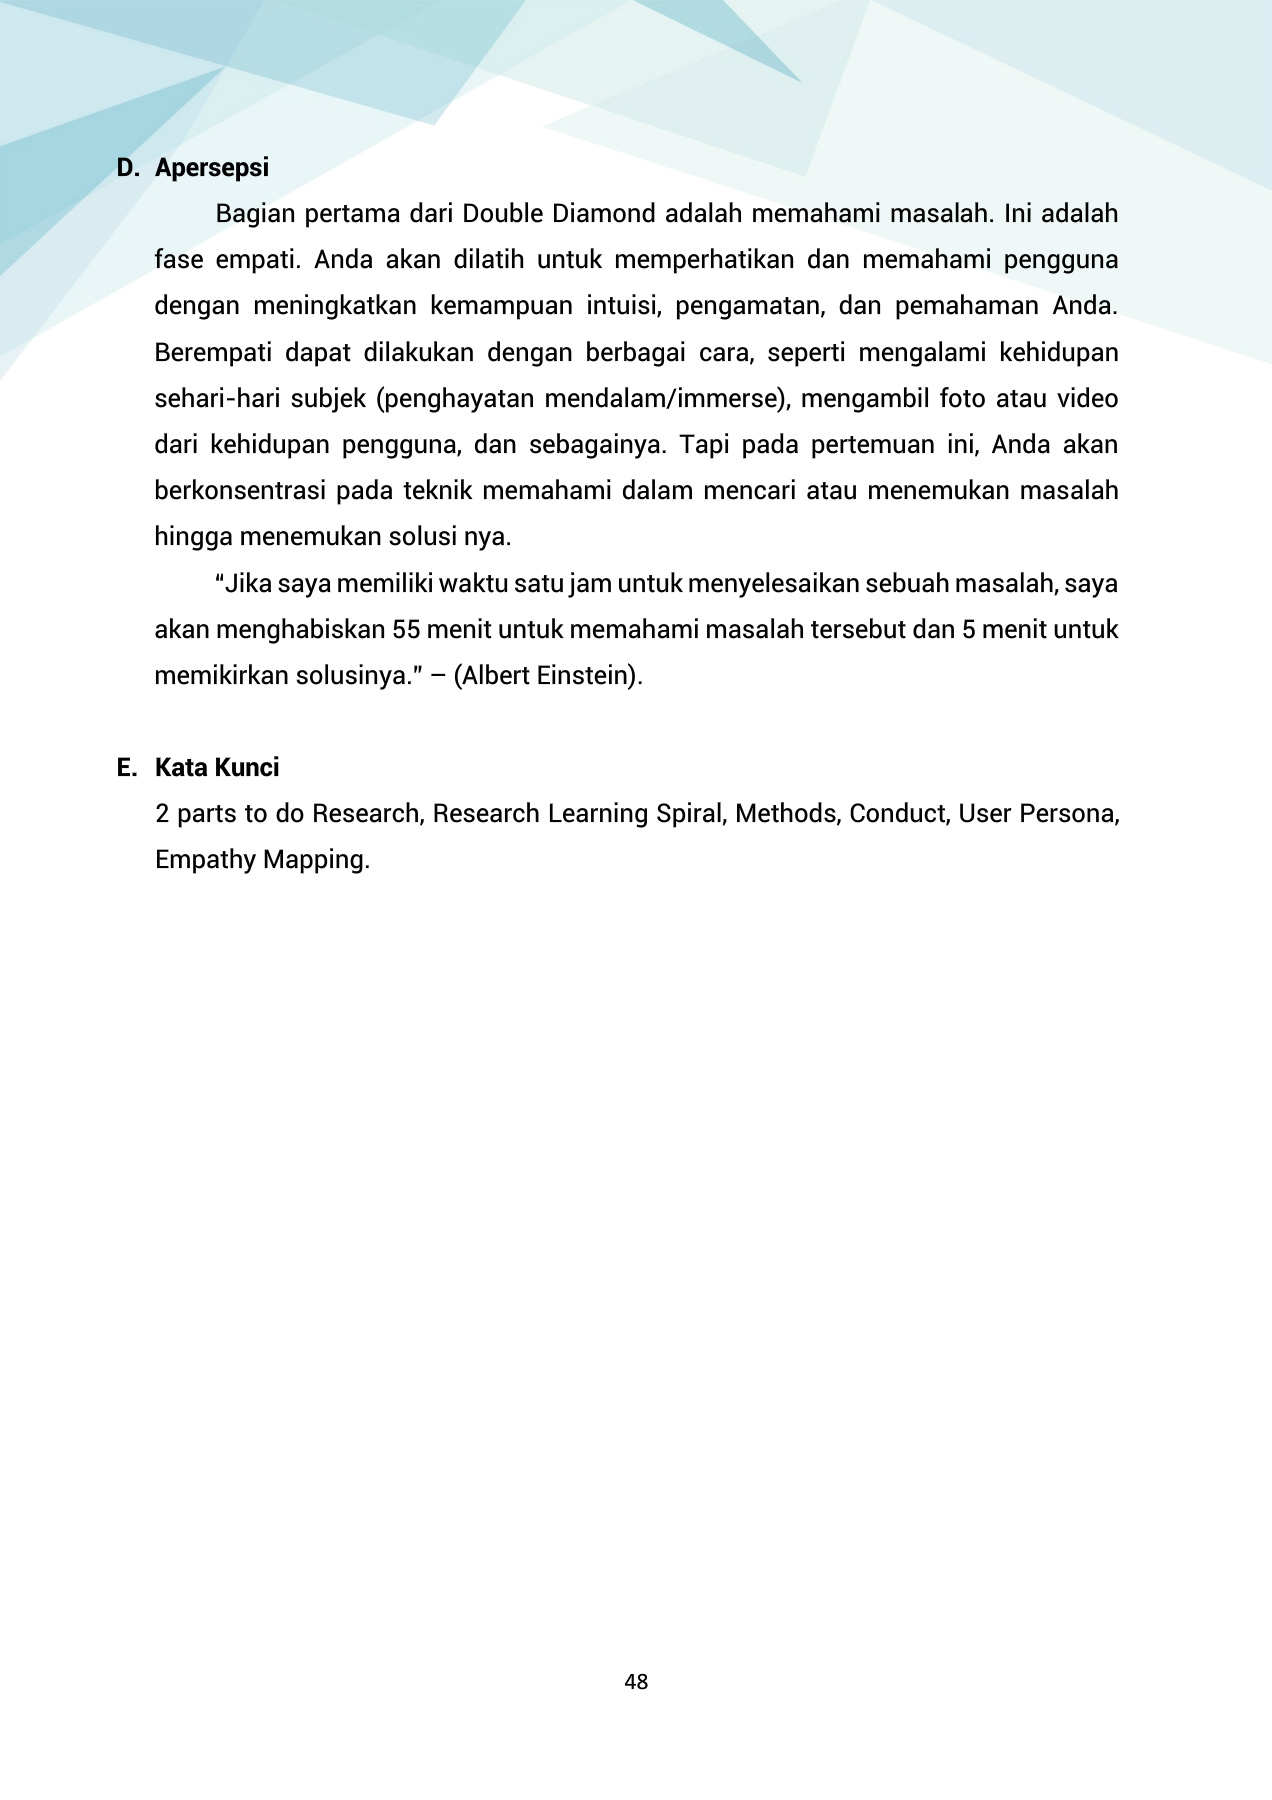 D. Apersepsi
Bagian pertama dari Double Diamond adalah memahami masalah. Ini adalah
fase empati. Anda akan dilatih untuk memperhatikan dan memahami pengguna
dengan meningkatkan kemampuan intuisi, pengamatan, dan pemahaman Anda.
Berempati dapat dilakukan dengan berbagai cara, seperti mengalami kehidupan
sehari-hari subjek (penghayatan mendalam/immerse), mengambil foto atau video
dari kehidupan pengguna, dan sebagainya. Tapi pada pertemuan ini, Anda akan
berkonsentrasi pada teknik memahami dalam mencari atau menemukan masalah
hingga menemukan solusi nya.
“Jika saya memiliki waktu satu jam untuk menyelesaikan sebuah masalah, saya
akan menghabiskan 55 menit untuk memahami masalah tersebut dan 5 menit untuk
memikirkan solusinya.” – (Albert Einstein).
E. Kata Kunci
2 parts to do Research, Research Learning Spiral, Methods, Conduct, User Persona,
Empathy Mapping.
48